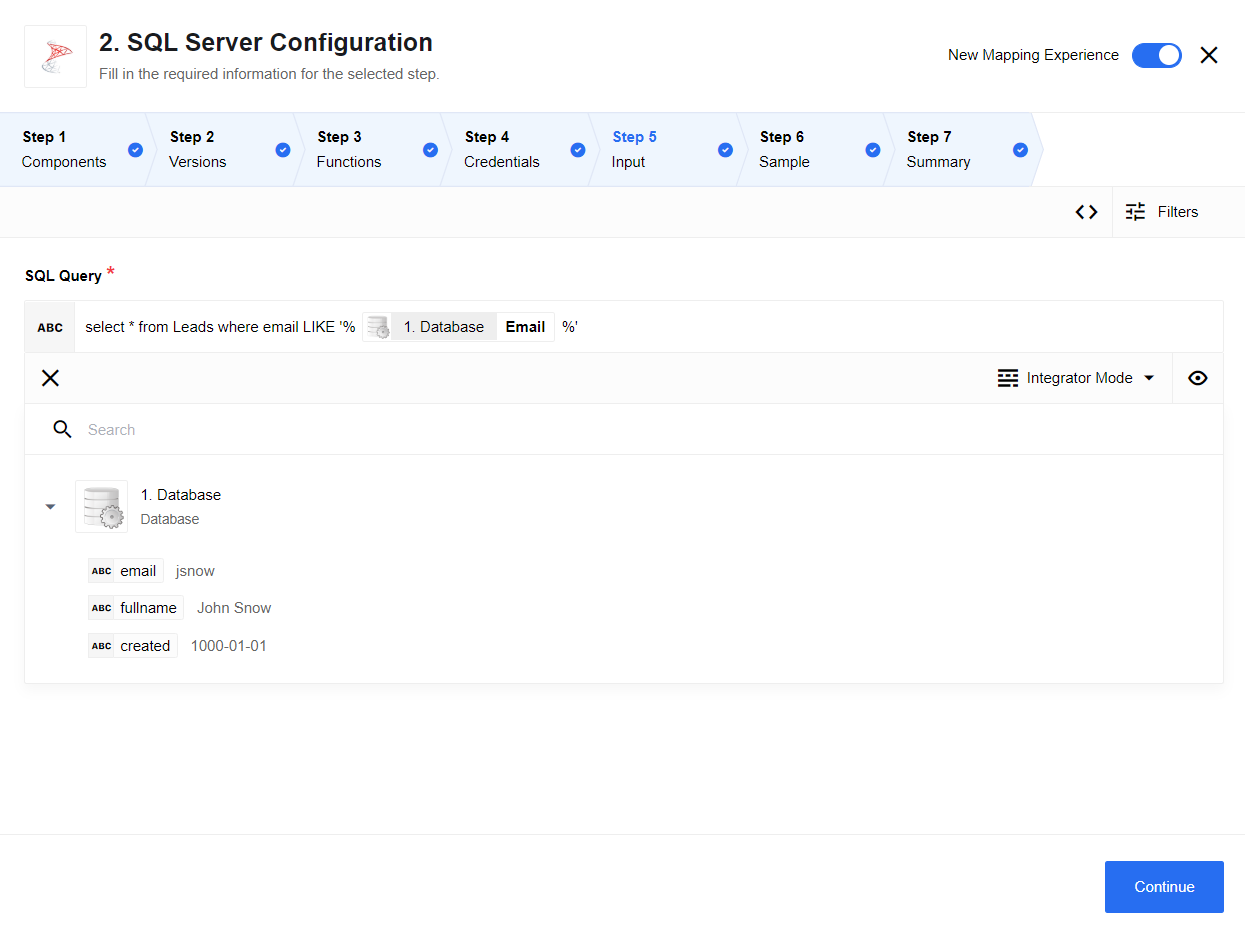 2. SQL Server Configuration
Fill in the required information for the selected step.
New Mapping Experience
Step 1
Components
Step 2
Versions
Step 3
Functions
Step 4
Credentials
Step 5
Input
Step 6
Sample
Step 7
Summary
Filters
SQL Query *
ABC select * from Leads where email LIKE '% 1. Database Email %'
Integrator Mode
Search
1. Database
Database
ABC email jsnow
ABC fullname John Snow
ABC created 1000-01-01
Continue